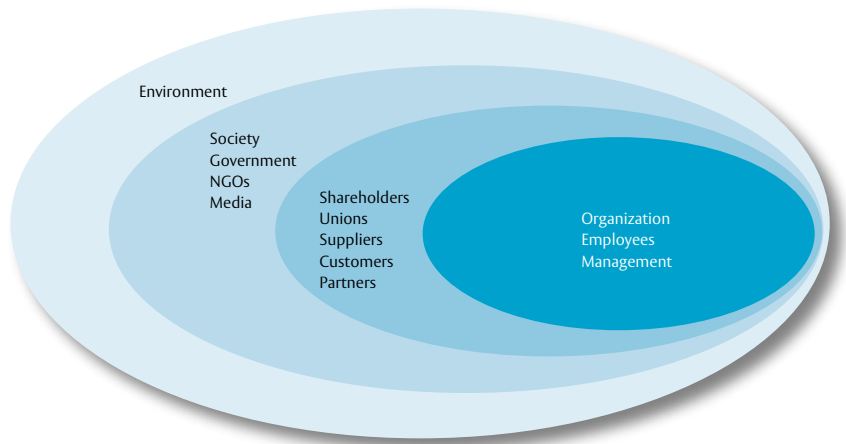 Environment
Society
Government
NGOs
Media
Shareholders
Unions
Suppliers
Customers
Partners
Organization
Employees
Management